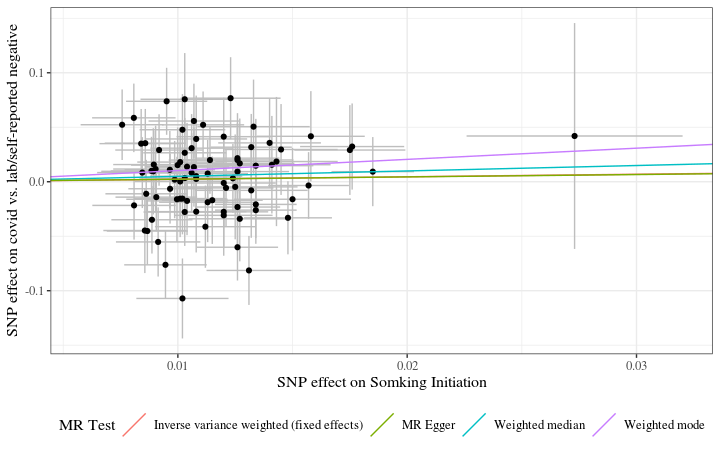 SNP effect on covid vs. lab/self-reported negative
0.1
0.0
-0.1
0.01
0.02
0.03
SNP effect on Somking Initiation
MR Test
Inverse variance weighted (fixed effects)
MR Egger
Weighted median
Weighted mode